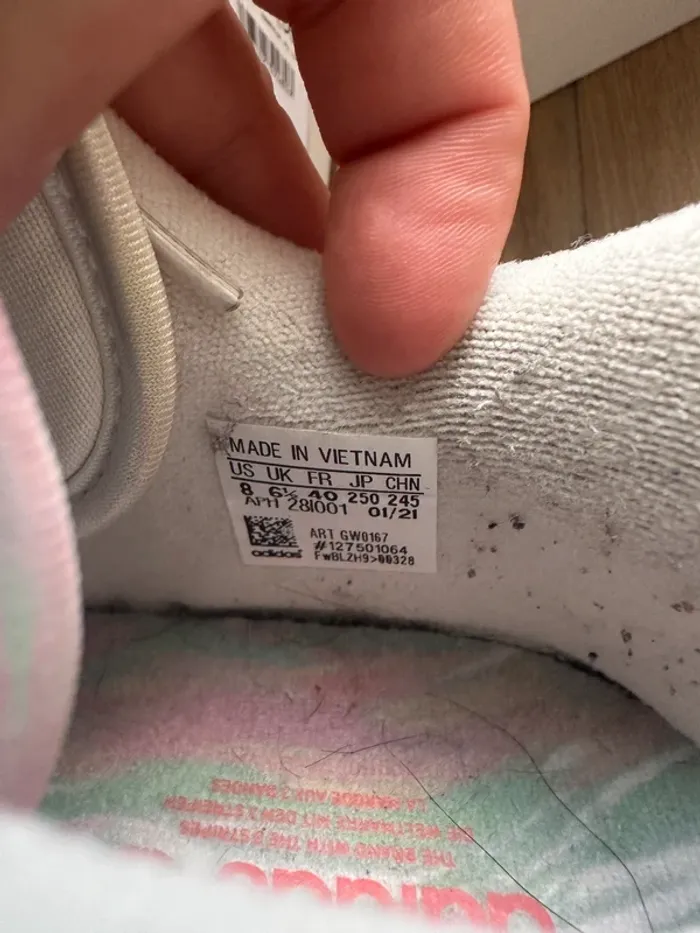 MADE IN VIETNAM
US UK FR JP CHN
8 6½ 40 250 245
APH 281001 01/21
ART GW0167
#127501064
adidas FwBLZH9>00328
LA MARQUE AUX 3 BANDES
DIE WELTMARKE MIT DEN 3 STREIFEN
THE BRAND WITH THE 3 STRIPES
adidas